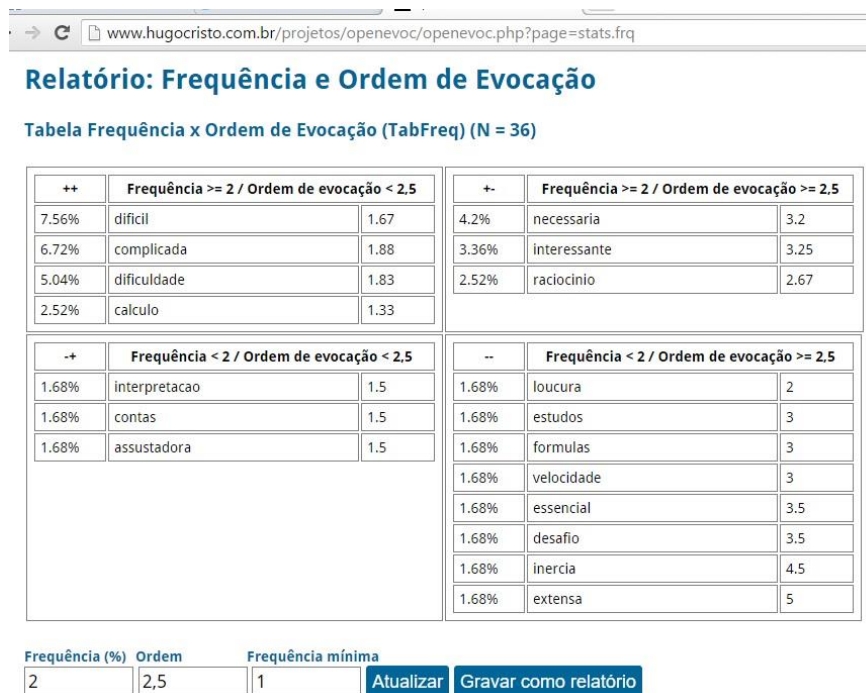 www.hugocristo.com.br/projetos/openevoc/openevoc.php?page=stats.frq
Relatório: Frequência e Ordem de Evocação
Tabela Frequência x Ordem de Evocação (TabFreq) (N = 36)
++ Frequência >= 2 / Ordem de evocação < 2,5
7.56% dificil 1.67
6.72% complicada 1.88
5.04% dificuldade 1.83
2.52% calculo 1.33
+- Frequência >= 2 / Ordem de evocação >= 2,5
4.2% necessaria 3.2
3.36% interessante 3.25
2.52% raciocinio 2.67
-+ Frequência < 2 / Ordem de evocação < 2,5
1.68% interpretacao 1.5
1.68% contas 1.5
1.68% assustadora 1.5
-- Frequência < 2 / Ordem de evocação >= 2,5
1.68% loucura 2
1.68% estudos 3
1.68% formulas 3
1.68% velocidade 3
1.68% essencial 3.5
1.68% desafio 3.5
1.68% inercia 4.5
1.68% extensa 5
Frequência (%) Ordem Frequência mínima
2 2,5 1 Atualizar Gravar como relatório